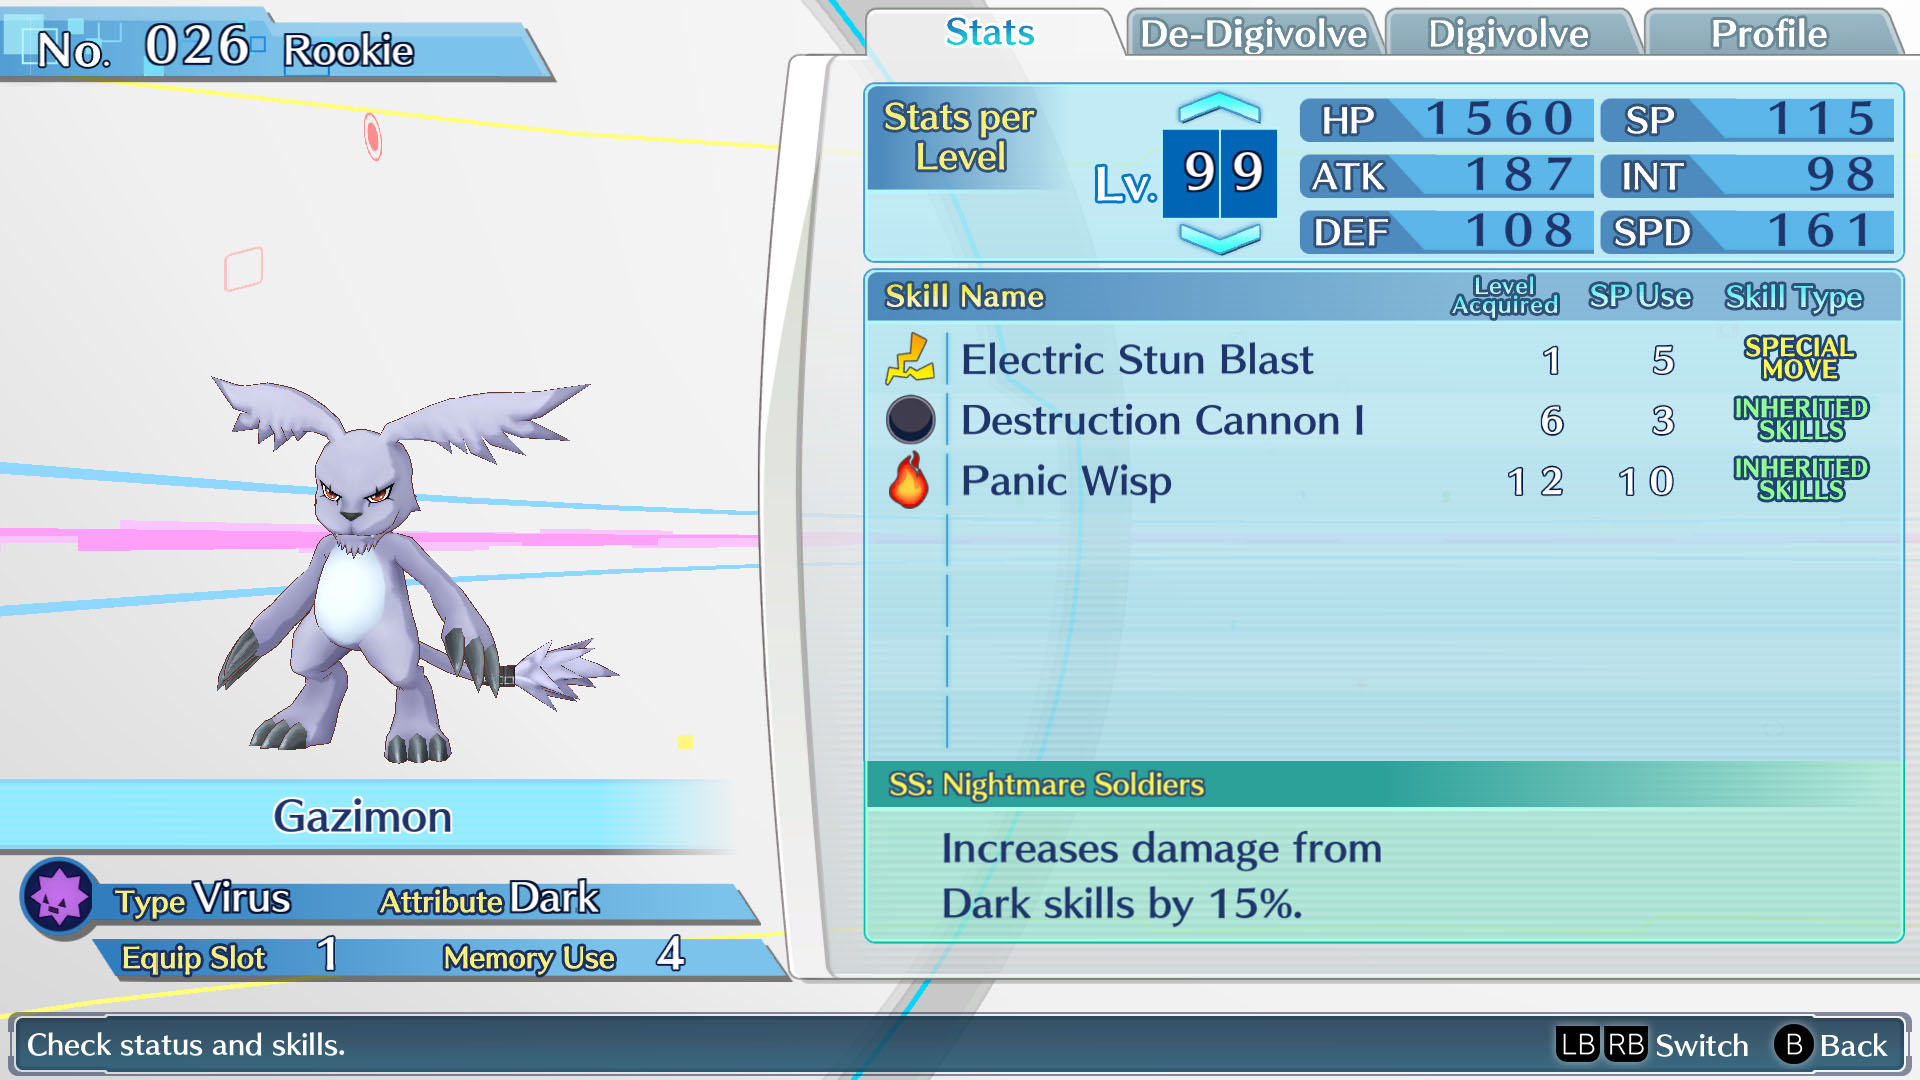 No. 026 Rookie
Stats
De-Digivolve
Digivolve
Profile
Stats per
Level
Lv. 99
HP 1560
SP 115
ATK 187
INT 98
DEF 108
SPD 161
Skill Name
Level
Acquired
SP Use
Skill Type
Electric Stun Blast 1 5 SPECIAL
MOVE
Destruction Cannon I 6 3 INHERITED
SKILLS
Panic Wisp 12 10 INHERITED
SKILLS
SS: Nightmare Soldiers
Increases damage from
Dark skills by 15%.
Gazimon
Type Virus Attribute Dark
Equip Slot 1 Memory Use 4
Check status and skills.
LB RB Switch B Back